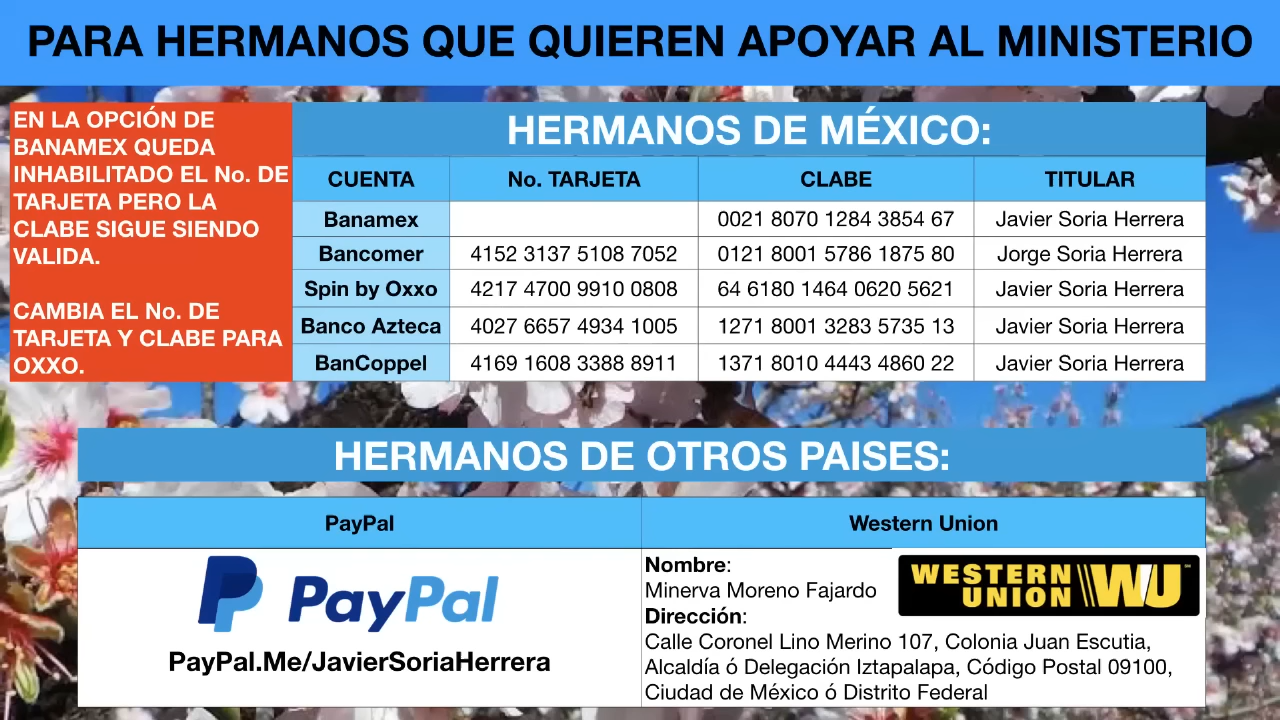 PARA HERMANOS QUE QUIEREN APOYAR AL MINISTERIO
EN LA OPCIÓN DE
BANAMEX QUEDA
INHABILITADO EL No. DE
TARJETA PERO LA
CLABE SIGUE SIENDO
VALIDA.
CAMBIA EL No. DE
TARJETA Y CLABE PARA
OXXO.
HERMANOS DE MÉXICO:
CUENTA No. TARJETA CLABE TITULAR
Banamex 0021 8070 1284 3854 67 Javier Soria Herrera
Bancomer 4152 3137 5108 7052 0121 8001 5786 1875 80 Jorge Soria Herrera
Spin by Oxxo 4217 4700 9910 0808 64 6180 1464 0620 5621 Javier Soria Herrera
Banco Azteca 4027 6657 4934 1005 1271 8001 3283 5735 13 Javier Soria Herrera
BanCoppel 4169 1608 3388 8911 1371 8010 4443 4860 22 Javier Soria Herrera
HERMANOS DE OTROS PAISES:
PayPal Western Union
PayPal
PayPal.Me/JavierSoriaHerrera
Nombre:
Minerva Moreno Fajardo
Dirección:
Calle Coronel Lino Merino 107, Colonia Juan Escutia,
Alcaldía ó Delegación Iztapalapa, Código Postal 09100,
Ciudad de México ó Distrito Federal
WESTERN
UNION WU